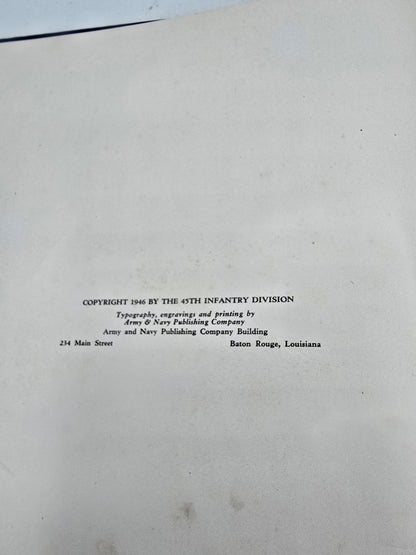 COPYRIGHT 1946 BY THE 45TH INFANTRY DIVISION
Typography, engravings and printing by
Army & Navy Publishing Company
Army and Navy Publishing Company Building
234 Main Street Baton Rouge, Louisiana